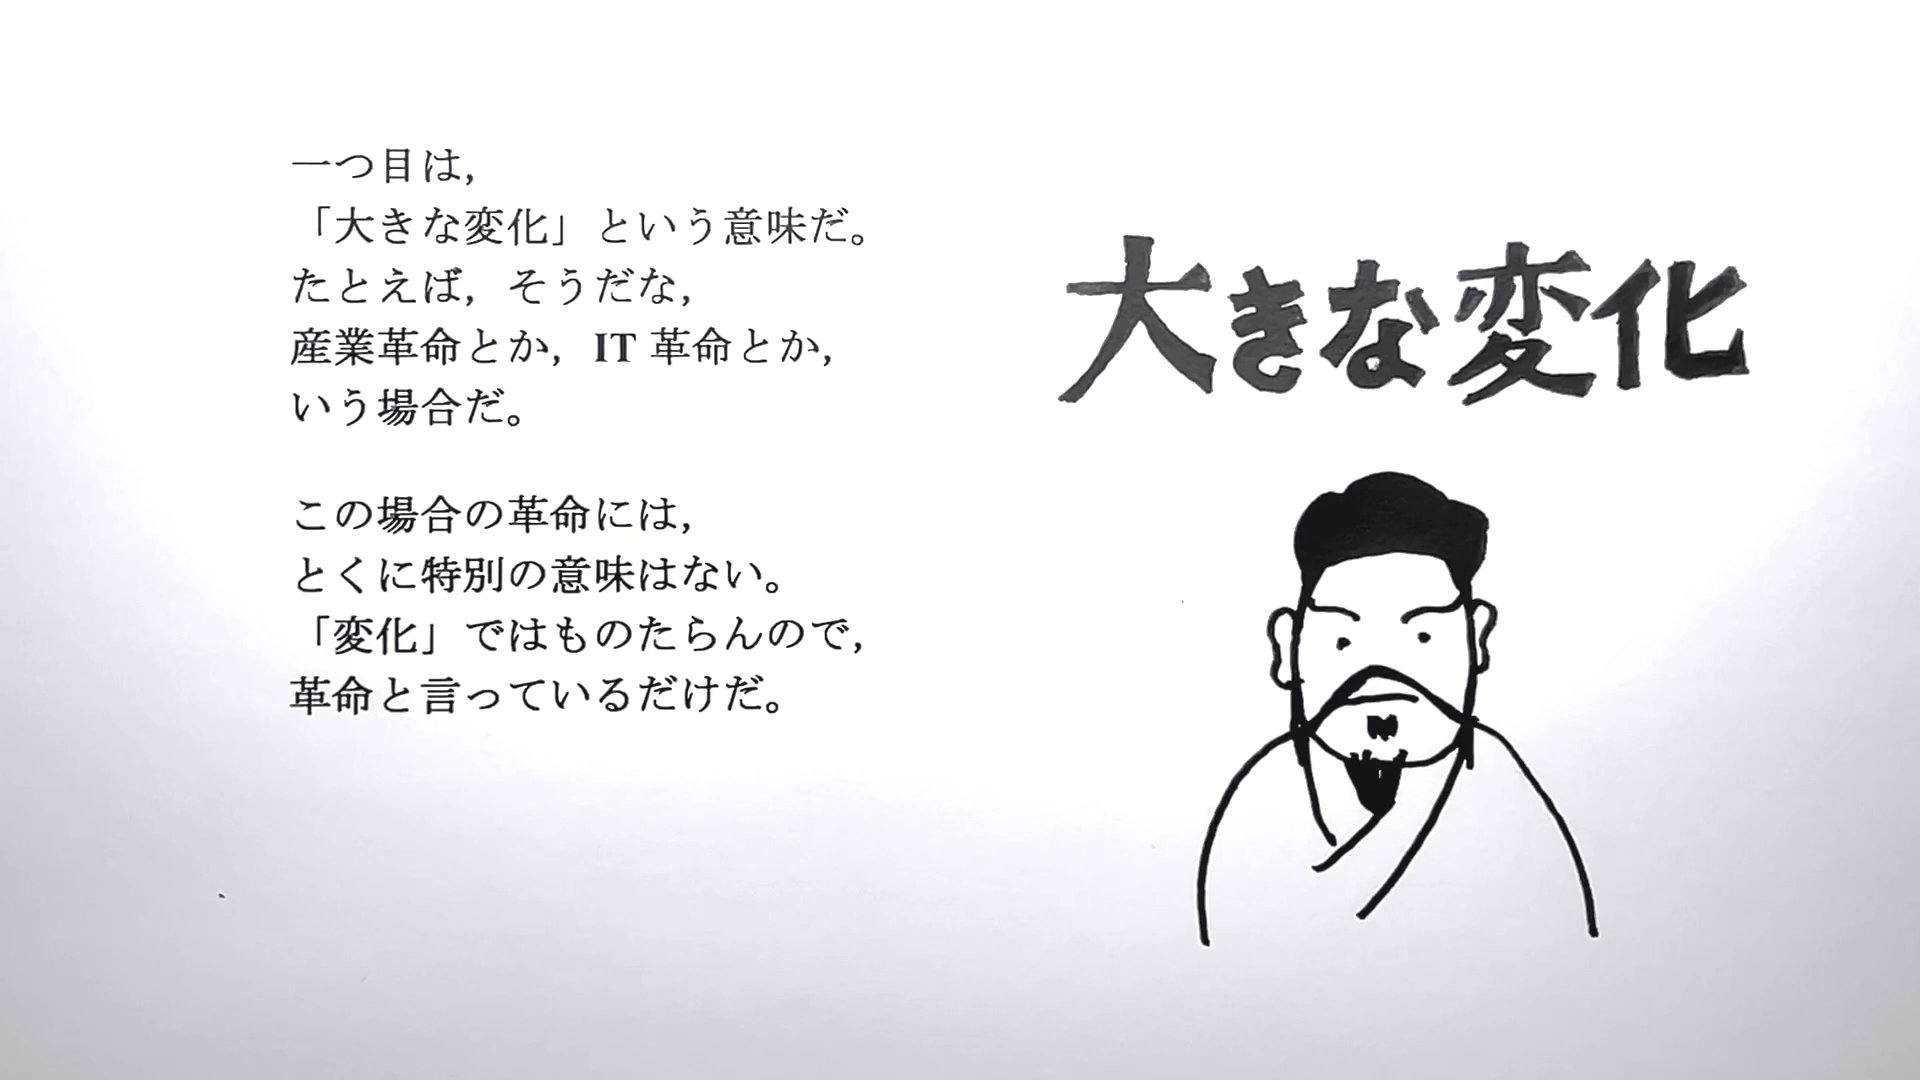 一つ目は，
「大きな変化」という意味だ。
たとえば，そうだな，
産業革命とか，IT 革命とか，
いう場合だ。
この場合の革命には，
とくに特別の意味はない。
「変化」ではものたらんので，
革命と言っているだけだ。
大きな変化